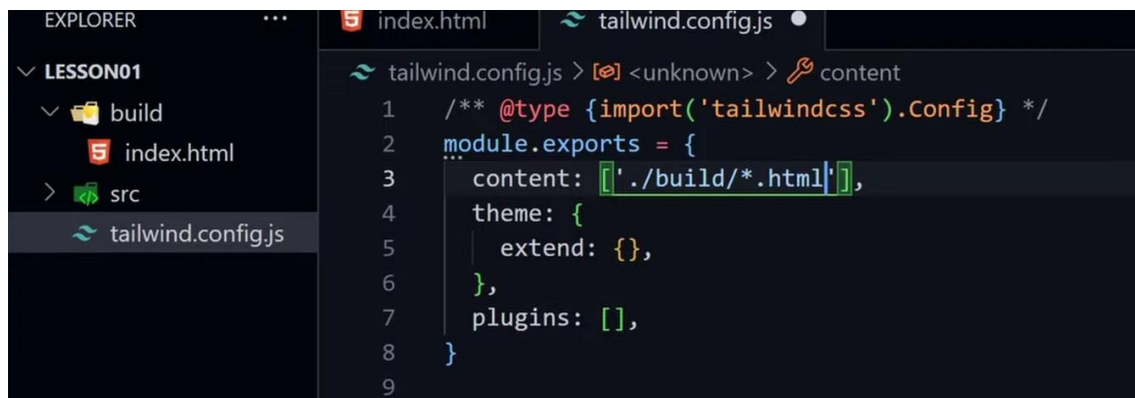 EXPLORER ···
index.html
tailwind.config.js
LESSON01
tailwind.config.js > <unknown> > content
build
index.html
src
tailwind.config.js
1 /** @type {import('tailwindcss').Config} */
2 module.exports = {
3 content: ['./build/*.html'],
4 theme: {
5 extend: {},
6 },
7 plugins: [],
8 }
9